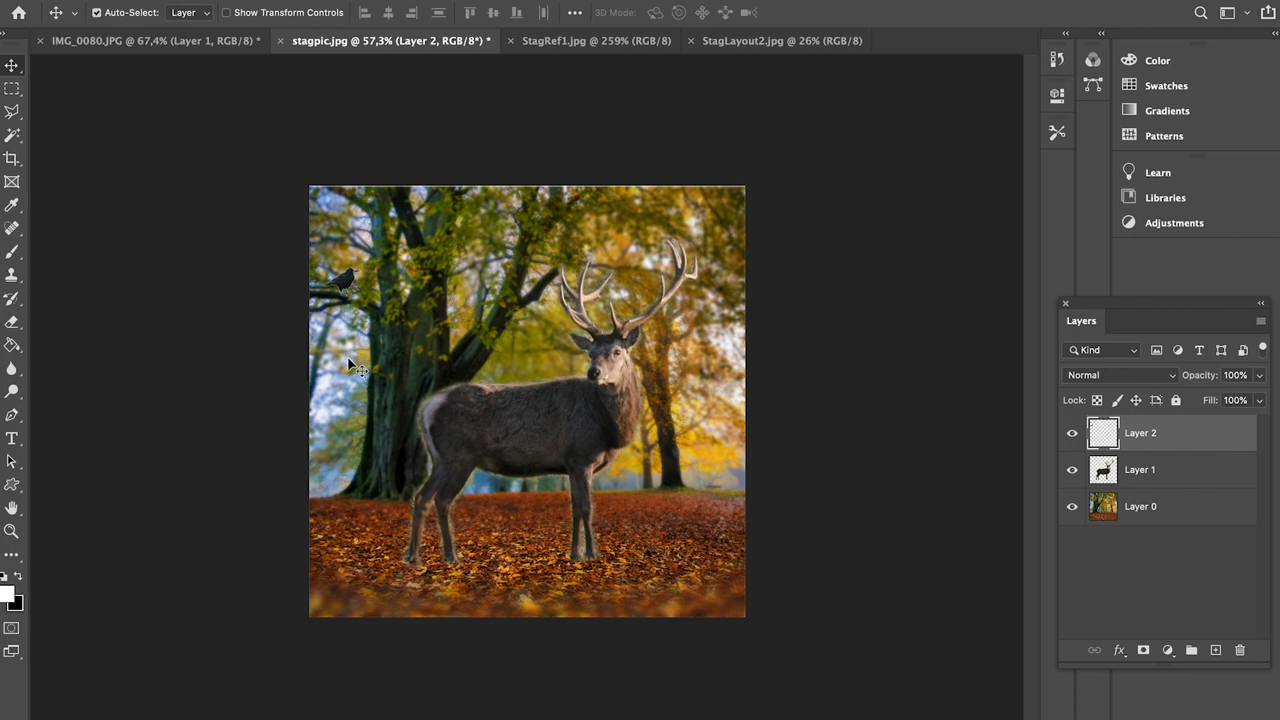 Auto-Select: Layer Show Transform Controls 3D Mode:
IMG_0080.JPG @ 67,4% (Layer 1, RGB/8) * stagpic.jpg @ 57,3% (Layer 2, RGB/8*) * StagRef1.jpg @ 259% (RGB/8) StagLayout2.jpg @ 26% (RGB/8)
Color
Swatches
Gradients
Patterns
Learn
Libraries
Adjustments
Layers
Kind
Normal Opacity: 100%
Lock: Fill: 100%
Layer 2
Layer 1
Layer 0